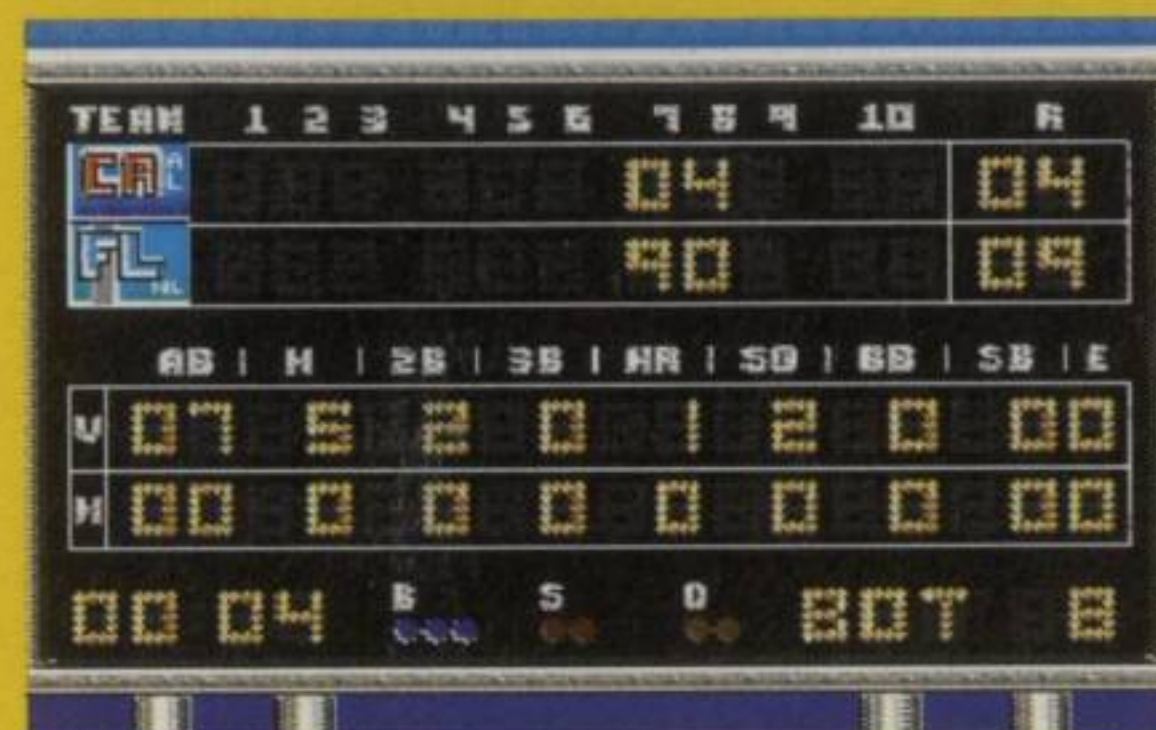 TEAM 1 2 3 4 5 6 7 8 9 10 R
CA AL 04 04
FL NL 90 09
AB | H | 2B | 3B | HR | SO | BB | SB | E
V 07 5 2 0 1 2 0 00
H 00 0 0 0 0 0 0 00
00 04 B S O BOT 8